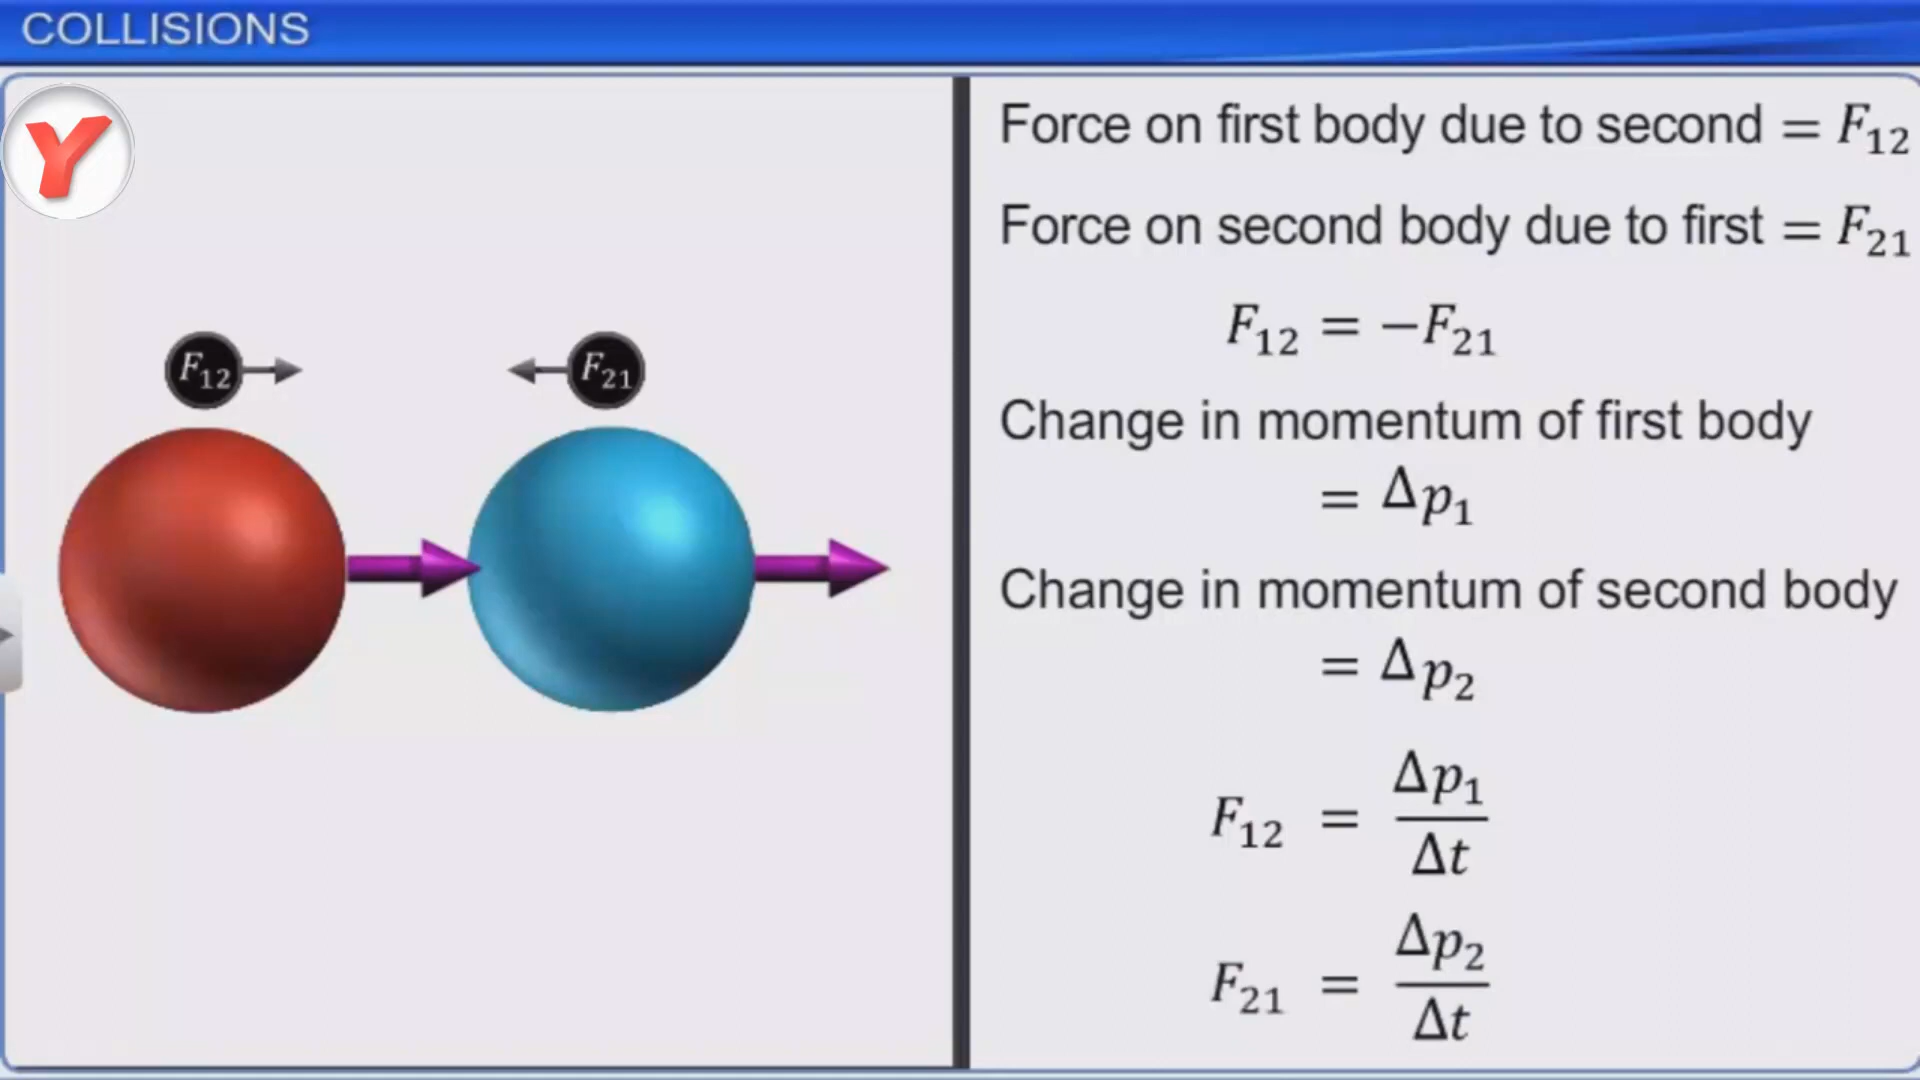 COLLISIONS
Y
F₁₂
F₂₁
Force on first body due to second = F₁₂
Force on second body due to first = F₂₁
F₁₂ = −F₂₁
Change in momentum of first body
= Δp₁
Change in momentum of second body
= Δp₂
F₁₂ = Δp₁/Δt
F₂₁ = Δp₂/Δt